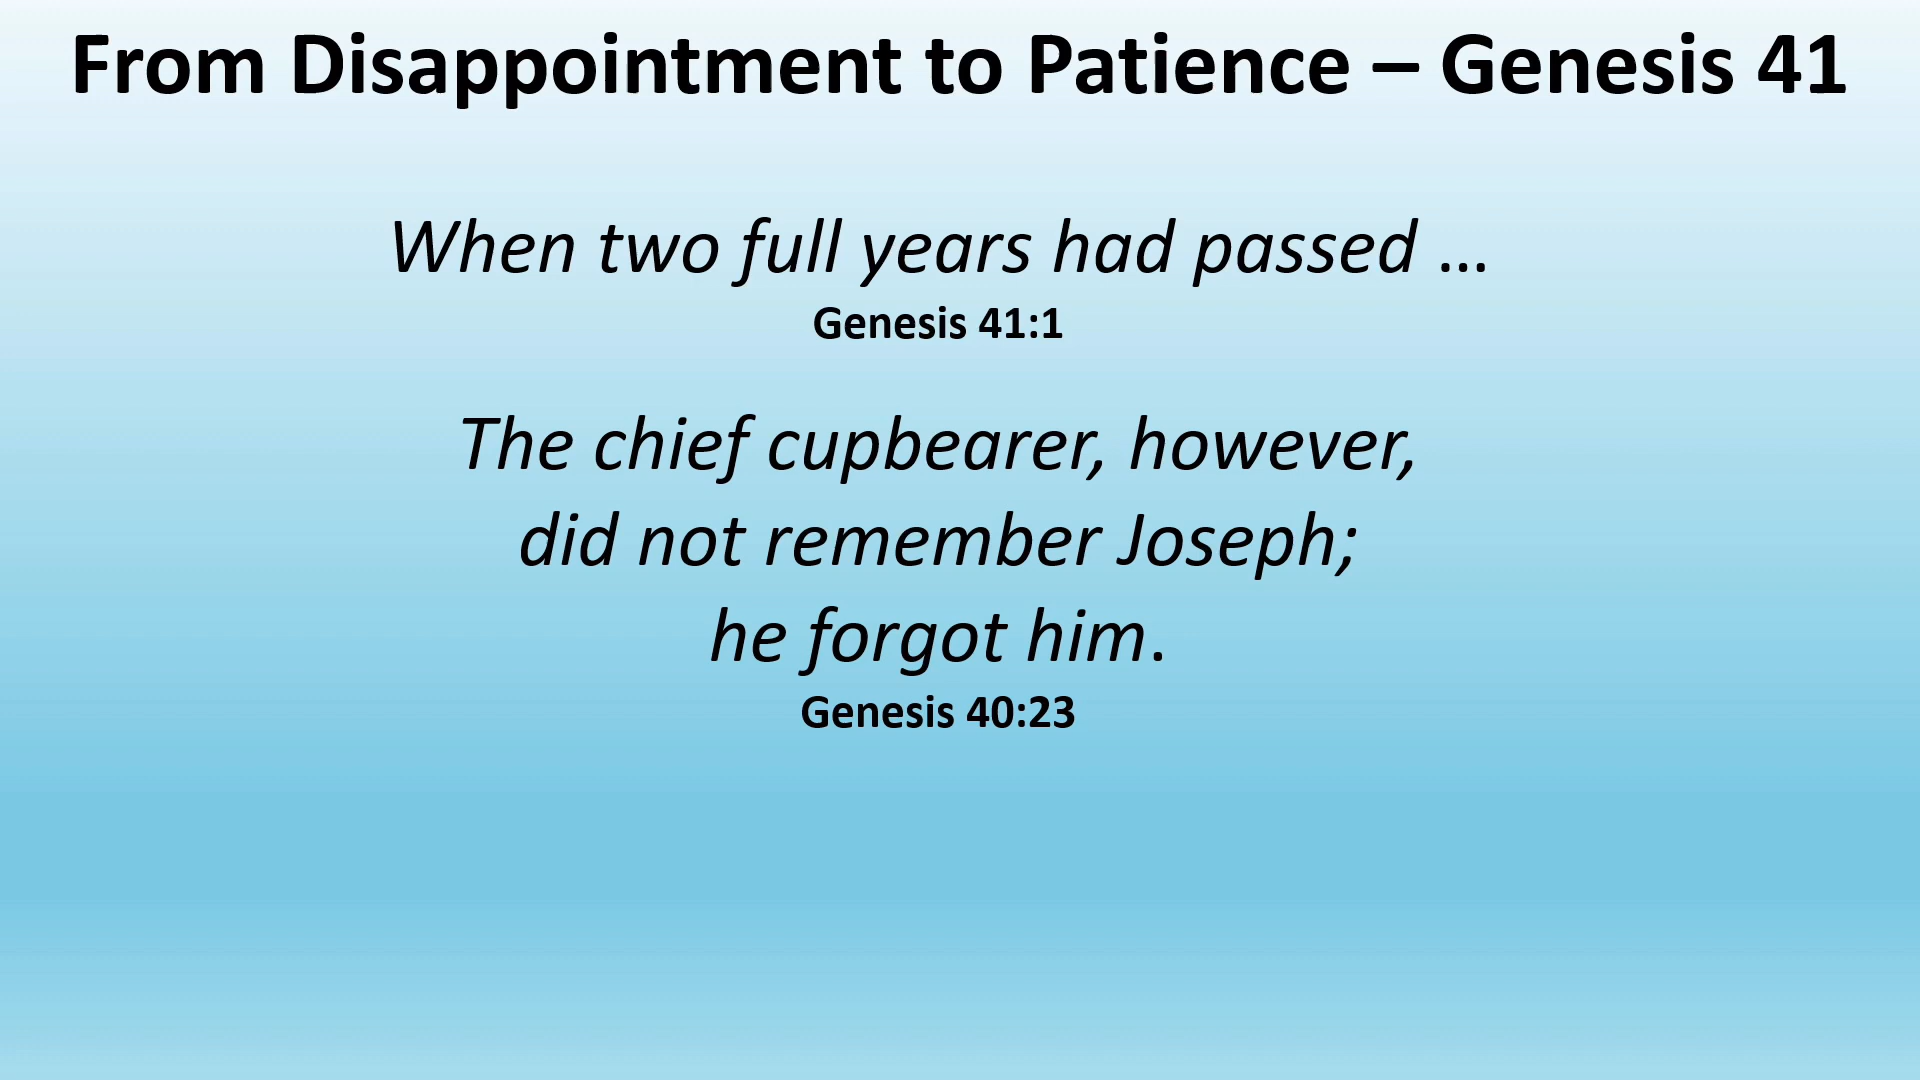 From Disappointment to Patience – Genesis 41
When two full years had passed …
Genesis 41:1
The chief cupbearer, however,
did not remember Joseph;
he forgot him.
Genesis 40:23